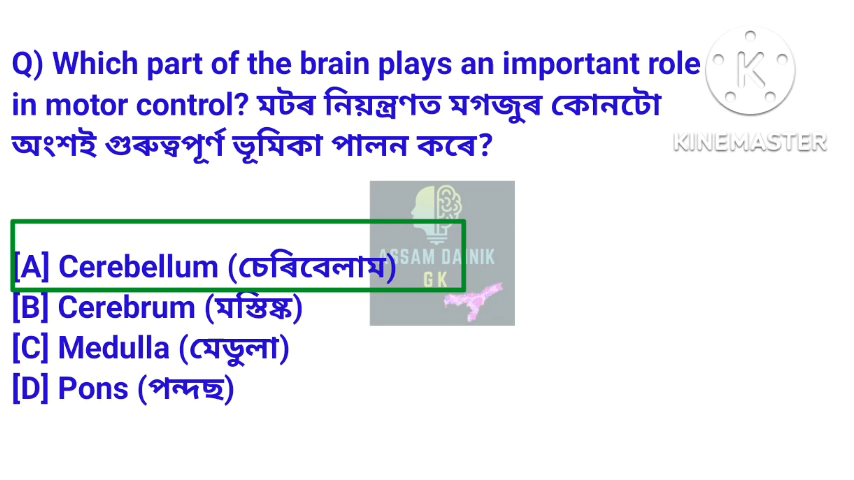 Q) Which part of the brain plays an important role
in motor control? মটৰ নিয়ন্ত্ৰণত মগজুৰ কোনটো
অংশই গুৰুত্বপূৰ্ণ ভূমিকা পালন কৰে?
KINEMASTER
[A] Cerebellum (চেৰিবেলাম)
[B] Cerebrum (মস্তিষ্ক)
[C] Medulla (মেডুলা)
[D] Pons (পন্দছ)
ASSAM DAINIK
GK